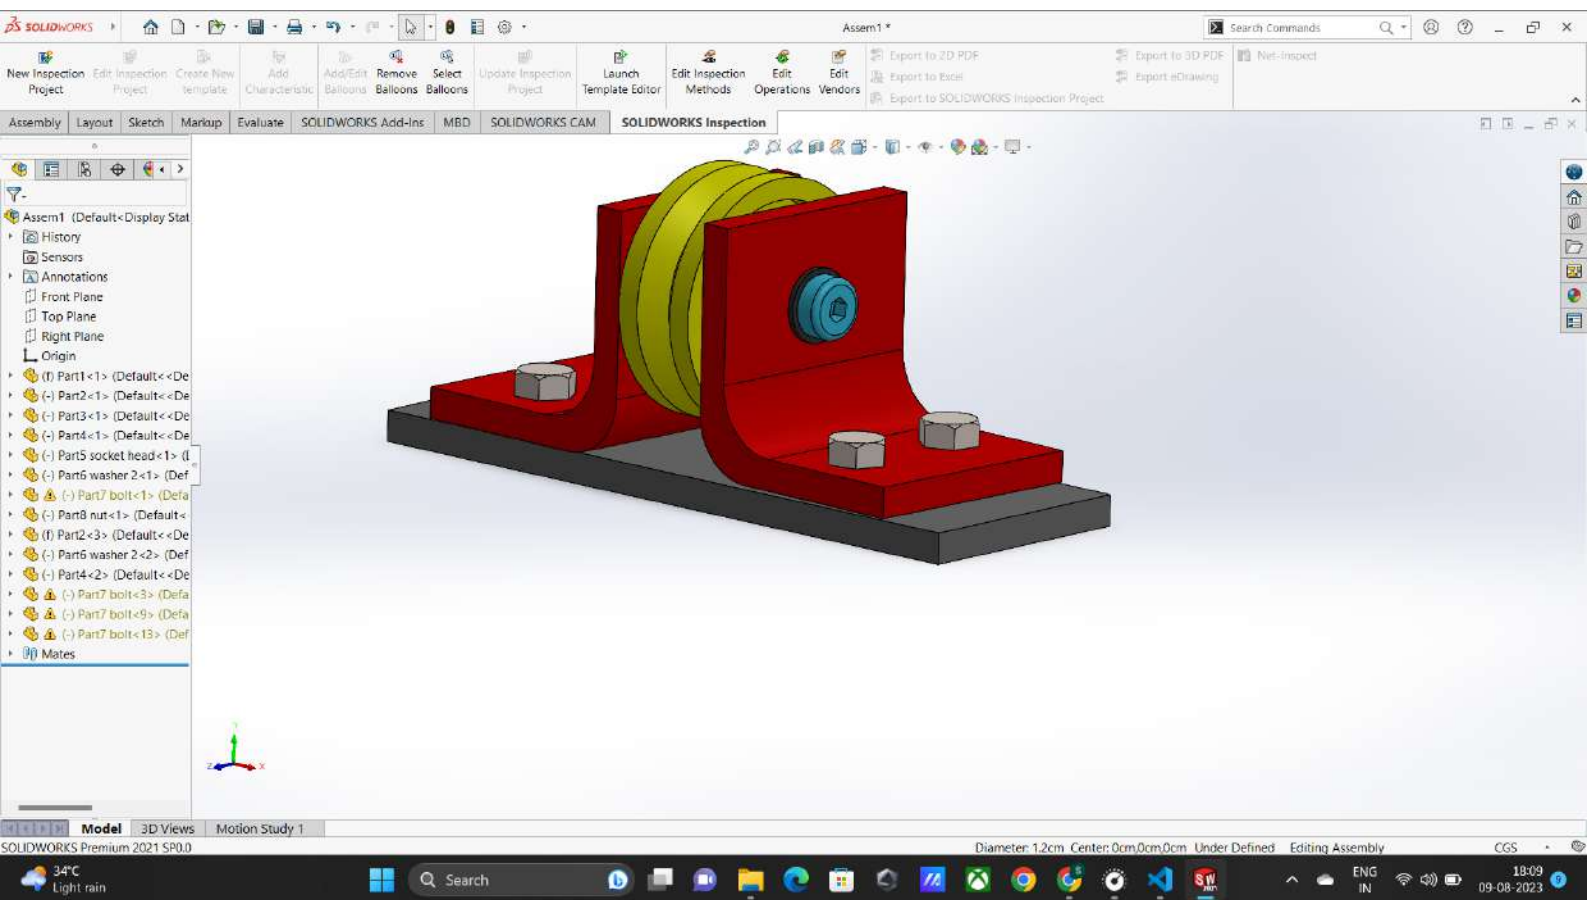 SOLIDWORKS
Assem1 *
Search Commands
New Inspection Project
Edit Inspection Project
Create New template
Add Characteristic
Add/Edit Balloons
Remove Balloons
Select Balloons
Update Inspection Project
Launch Template Editor
Edit Inspection Methods
Edit Operations
Edit Vendors
Export to 2D PDF
Export to Excel
Export to SOLIDWORKS Inspection Project
Export to 3D PDF
Export eDrawing
Net-Inspect
Assembly Layout Sketch Markup Evaluate SOLIDWORKS Add-Ins MBD SOLIDWORKS CAM SOLIDWORKS Inspection
Assem1 (Default<Display Stat
History
Sensors
Annotations
Front Plane
Top Plane
Right Plane
Origin
(f) Part1<1> (Default<<De
(-) Part2<1> (Default<<De
(-) Part3<1> (Default<<De
(-) Part4<1> (Default<<De
(-) Part5 socket head<1> (
(-) Part6 washer 2<1> (Def
(-) Part7 bolt<1> (Defa
(-) Part8 nut<1> (Default<
(f) Part2<3> (Default<<De
(-) Part6 washer 2<2> (Def
(-) Part4<2> (Default<<De
(-) Part7 bolt<3> (Defa
(-) Part7 bolt<9> (Defa
(-) Part7 bolt<13> (Def
Mates
Y
Z X
Model 3D Views Motion Study 1
SOLIDWORKS Premium 2021 SP0.0
Diameter: 1.2cm Center: 0cm,0cm,0cm Under Defined Editing Assembly CGS
34°C
Light rain
Search
SW
2021
ENG
IN
18:09
09-08-2023
9